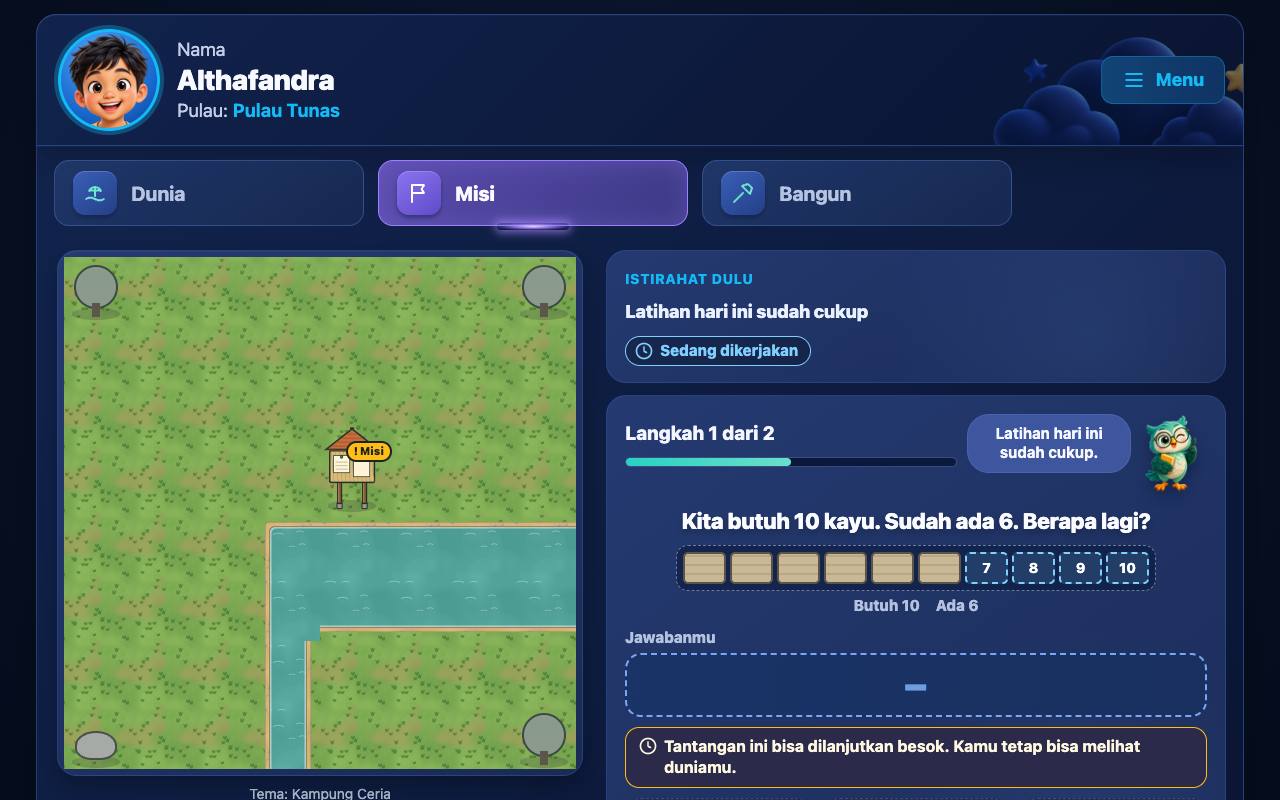 Nama
Althafandra
Pulau: Pulau Tunas
Menu
Dunia
Misi
Bangun
! Misi
Tema: Kampung Ceria
ISTIRAHAT DULU
Latihan hari ini sudah cukup
Sedang dikerjakan
Langkah 1 dari 2
Latihan hari ini
sudah cukup.
Kita butuh 10 kayu. Sudah ada 6. Berapa lagi?
7 8 9 10
Butuh 10 Ada 6
Jawabanmu
Tantangan ini bisa dilanjutkan besok. Kamu tetap bisa melihat
duniamu.